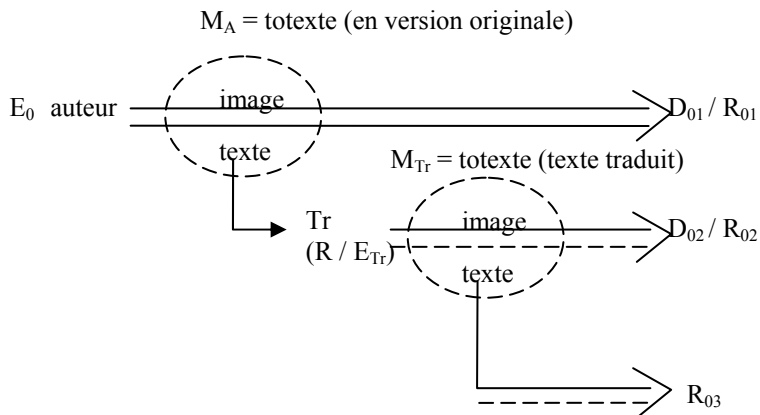 M_A = totexte (en version originale)
image
E_0 auteur
D_01 / R_01
texte
M_Tr = totexte (texte traduit)
Tr
image
D_02 / R_02
(R / E_Tr)
texte
R_03